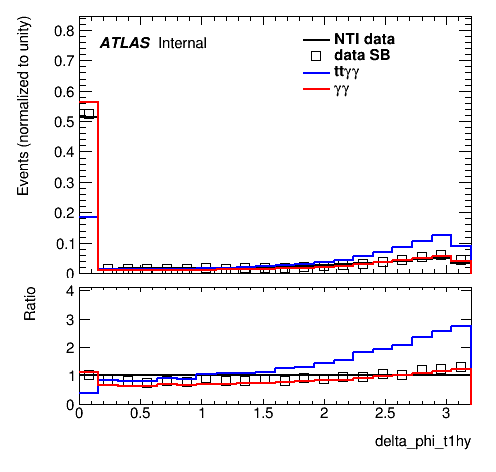 Events (normalized to unity)
0.8
0.7
0.6
0.5
0.4
0.3
0.2
0.1
0
ATLAS Internal
NTI data
data SB
ttγγ
γγ
Ratio
4
3
2
1
0
0 0.5 1 1.5 2 2.5 3
delta_phi_t1hy